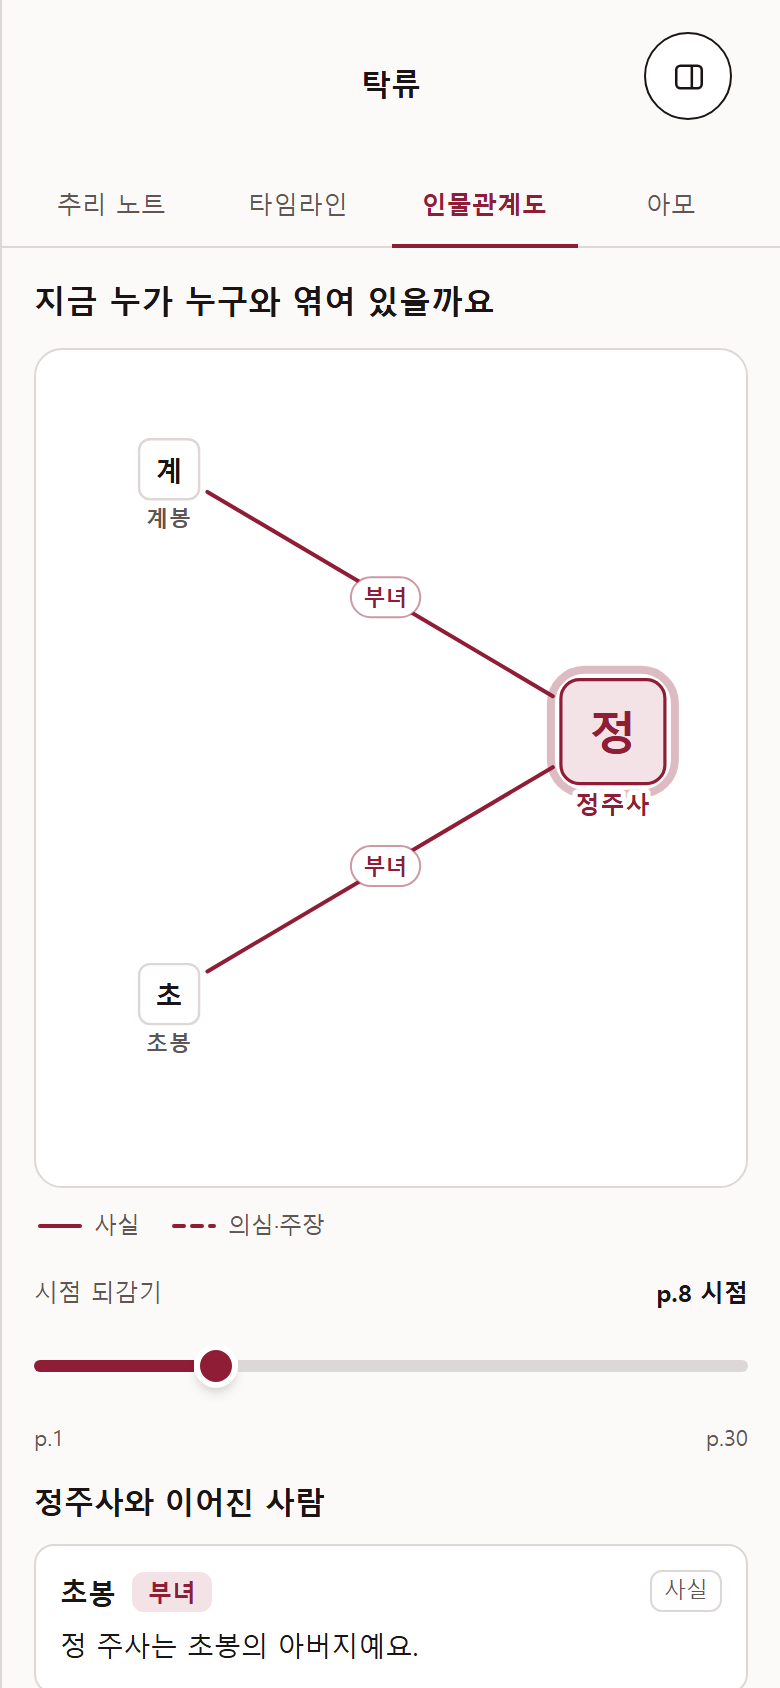 탁류
추리 노트 타임라인 인물관계도 아모
지금 누가 누구와 엮여 있을까요
계
계봉
부녀
정
정주사
부녀
초
초봉
사실 의심·주장
시점 되감기 p.8 시점
p.1 p.30
정주사와 이어진 사람
초봉 부녀 사실
정 주사는 초봉의 아버지예요.